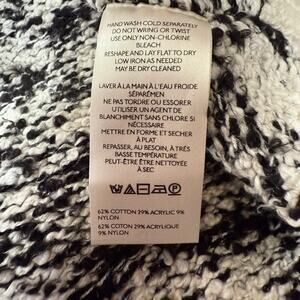 HAND WASH COLD SEPARATELY
DO NOT WRING OR TWIST
USE ONLY NON-CHLORINE
BLEACH
RESHAPE AND LAY FLAT TO DRY
LOW IRON AS NEEDED
MAY BE DRY CLEANED
LAVER À LA MAIN À L'EAU FROIDE
SÉPARÉMEN
NE PAS TORDRE OU ESSORER
UTILISER UN AGENT DE
BLANCHIMENT SANS CHLORE SI
NÉCESSAIRE
METTRE EN FORME ET SECHER
À PLAT
REPASSER, AU BESOIN, À TRÈS
BASSE TEMPÉRATURE
PEUT-ÊTRE ÊTRE NETTOYÉ
À SEC
62% COTTON 29% ACRYLIC 9%
NYLON
62% COTON 29% ACRYLIQUE
9% NYLON